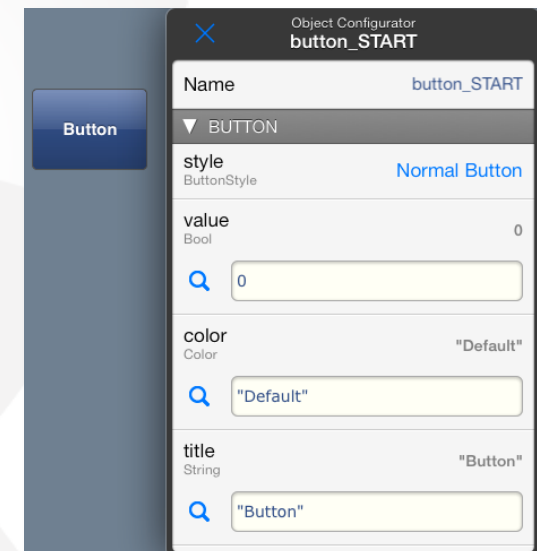 Object Configurator
button_START
Name button_START
Button
▼ BUTTON
style
ButtonStyle
Normal Button
value
Bool
0
0
color
Color
"Default"
"Default"
title
String
"Button"
"Button"